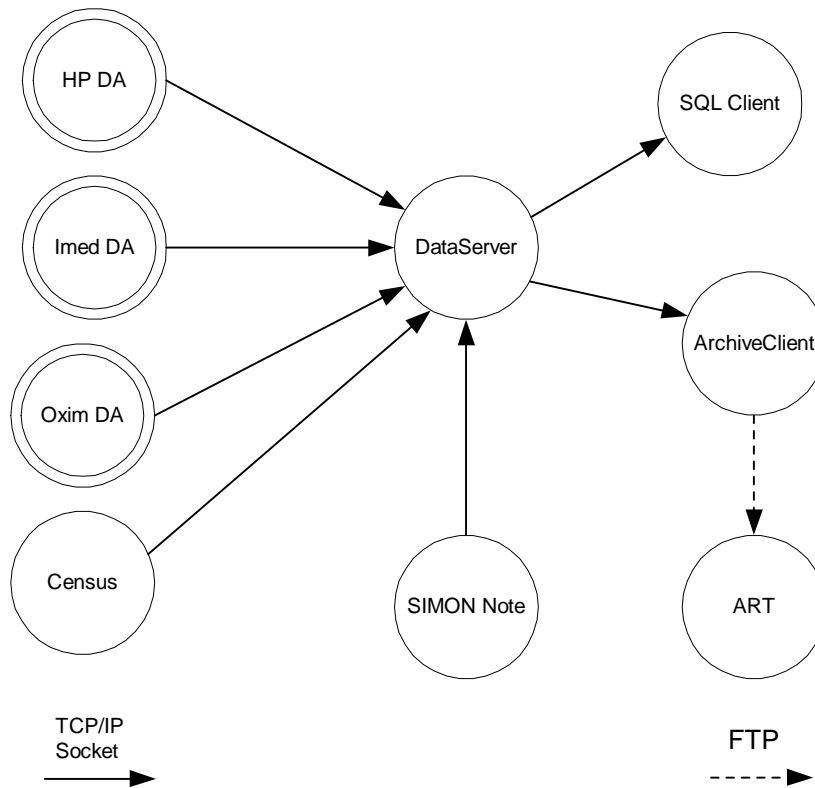 HP DA
SQL Client
Imed DA
DataServer
ArchiveClient
Oxim DA
Census
SIMON Note
ART
TCP/IP
Socket
FTP